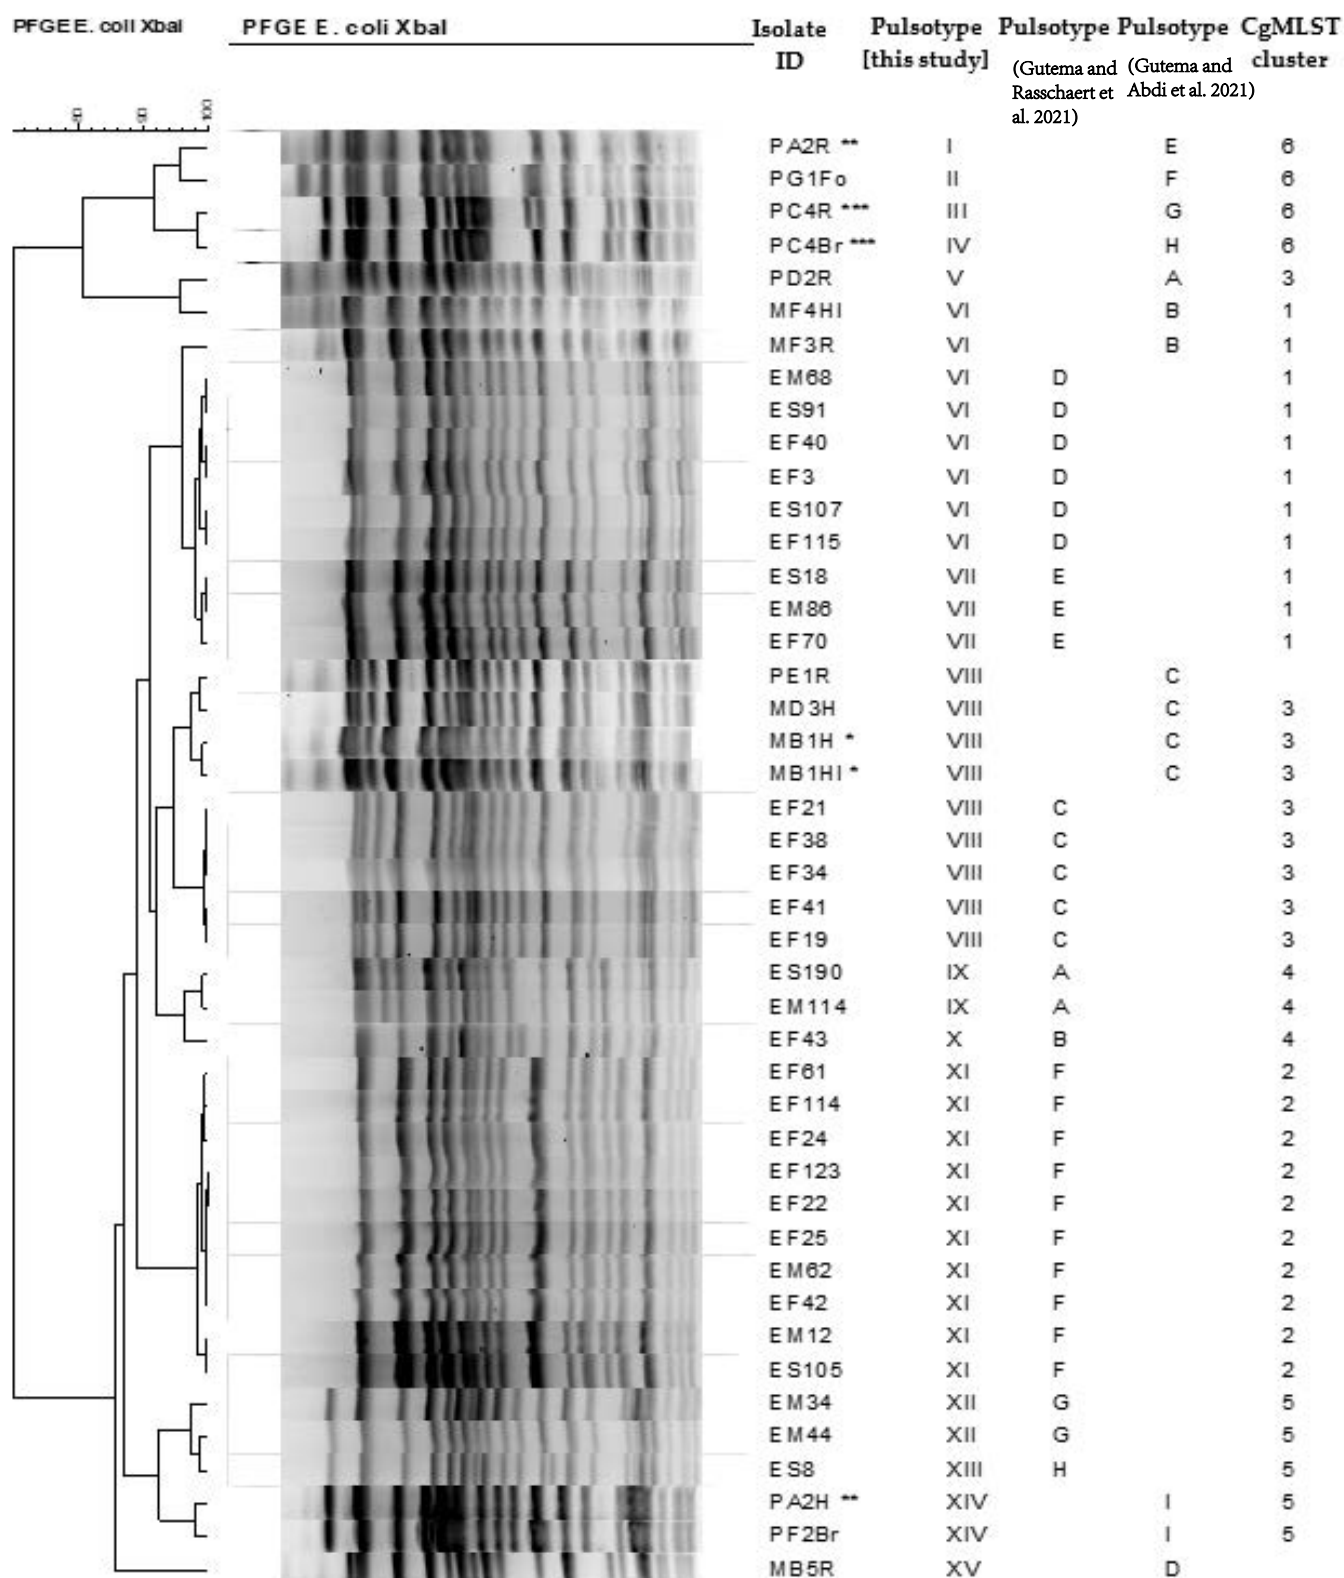 PFGE E. coli XbaI PFGE E. coli XbaI Isolate Pulsotype Pulsotype Pulsotype CgMLST
ID [this study] (Gutema and (Gutema and cluster
Rasschaert et Abdi et al. 2021)
al. 2021)
80 90 100
PA2R ** I E 6
PG1Fo II F 6
PC4R *** III G 6
PC4Br *** IV H 6
PD2R V A 3
MF4HI VI B 1
MF3R VI B 1
EM68 VI D 1
ES91 VI D 1
EF40 VI D 1
EF3 VI D 1
ES107 VI D 1
EF115 VI D 1
ES18 VII E 1
EM86 VII E 1
EF70 VII E 1
PE1R VIII C
MD3H VIII C 3
MB1H * VIII C 3
MB1HI * VIII C 3
EF21 VIII C 3
EF38 VIII C 3
EF34 VIII C 3
EF41 VIII C 3
EF19 VIII C 3
ES190 IX A 4
EM114 IX A 4
EF43 X B 4
EF61 XI F 2
EF114 XI F 2
EF24 XI F 2
EF123 XI F 2
EF22 XI F 2
EF25 XI F 2
EM62 XI F 2
EF42 XI F 2
EM12 XI F 2
ES105 XI F 2
EM34 XII G 5
EM44 XII G 5
ES8 XIII H 5
PA2H ** XIV I 5
PF2Br XIV I 5
MB5R XV D